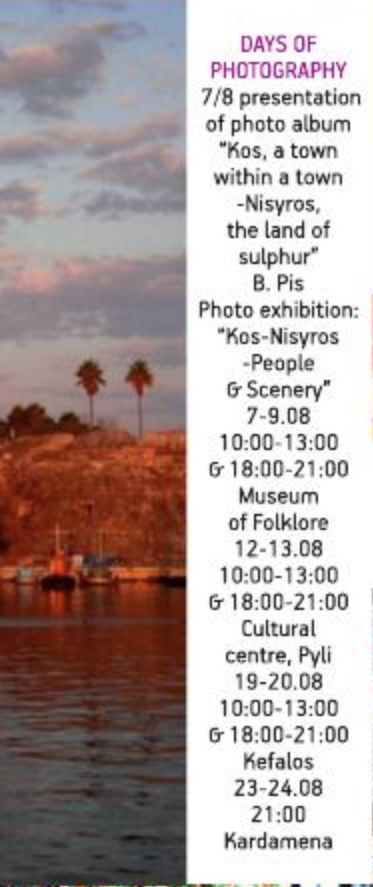 DAYS OF
PHOTOGRAPHY
7/8 presentation
of photo album
"Kos, a town
within a town
-Nisyros,
the land of
sulphur"
B. Pis
Photo exhibition:
"Kos-Nisyros
-People
& Scenery"
7-9.08
10:00-13:00
& 18:00-21:00
Museum
of Folklore
12-13.08
10:00-13:00
& 18:00-21:00
Cultural
centre, Pyli
19-20.08
10:00-13:00
& 18:00-21:00
Kefalos
23-24.08
21:00
Kardamena